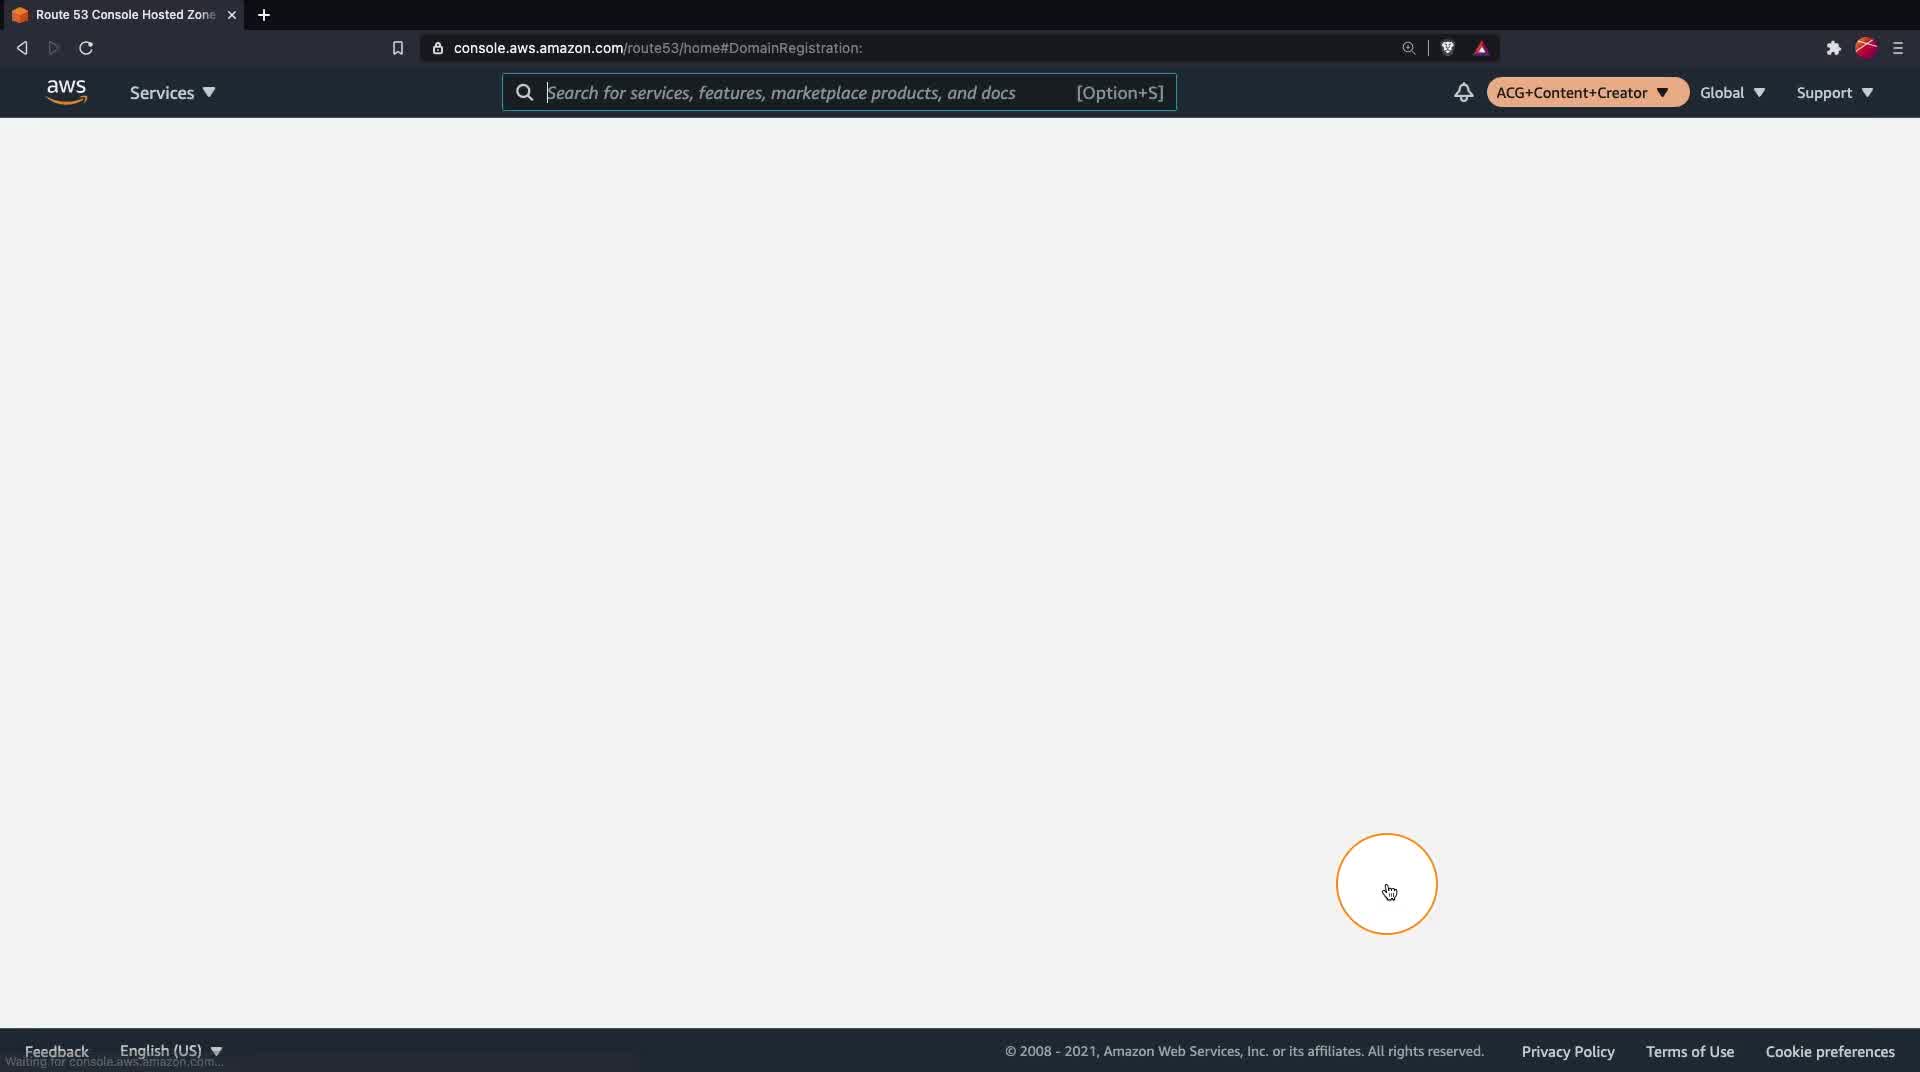 Route 53 Console Hosted Zone
console.aws.amazon.com/route53/home#DomainRegistration:
aws
Services
Search for services, features, marketplace products, and docs [Option+S]
ACG+Content+Creator
Global
Support
Feedback
English (US)
© 2008 - 2021, Amazon Web Services, Inc. or its affiliates. All rights reserved.
Privacy Policy
Terms of Use
Cookie preferences
Waiting for console.aws.amazon.com...